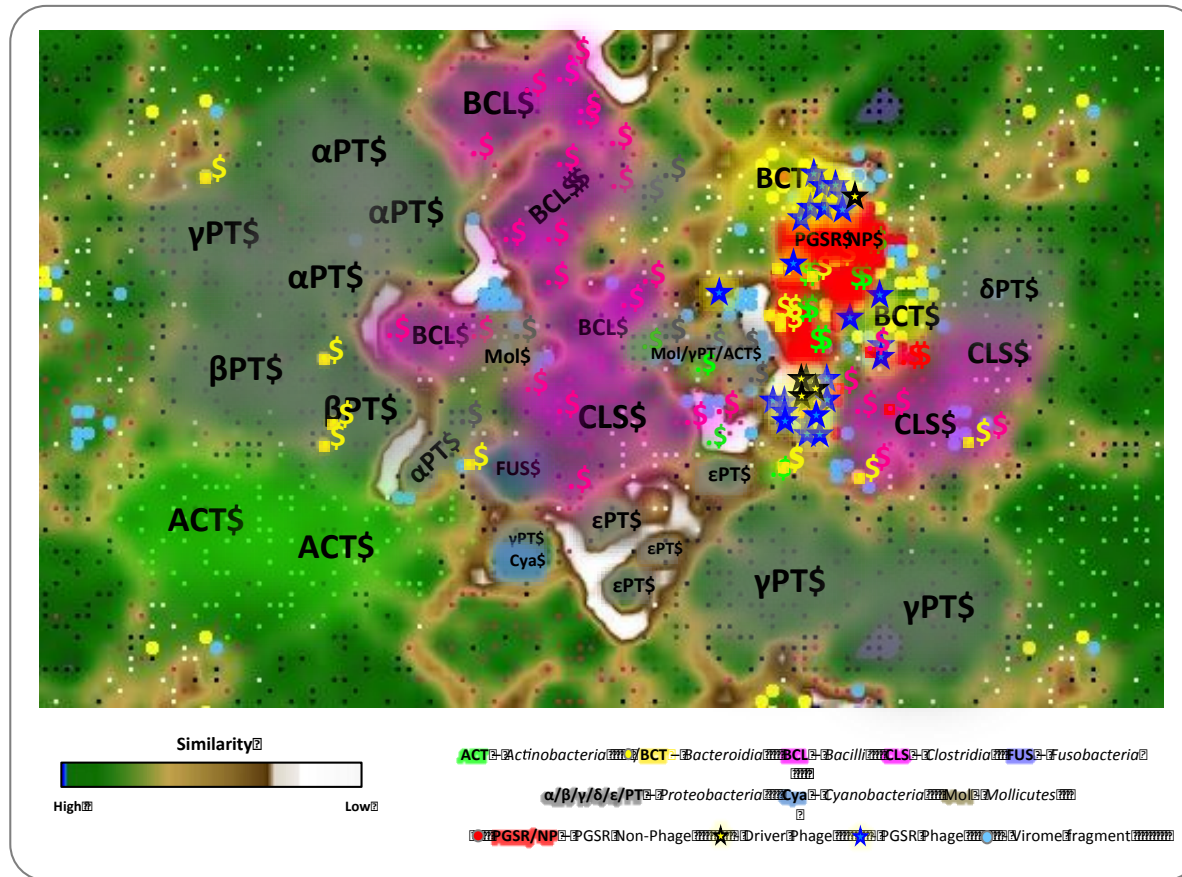 BCL$
αPT$
BCT
BCL$$
αPT$
γPT$
PGSR$NP$
αPT$
δPT$
BCT$
BCL$
BCL$
Mol$
Mol/γPT/ACT$
CLS$
βPT$
βPT$
CLS$
CLS$
αPT$
FUS$
εPT$
ACT$
εPT$
ACT$
γPT$
Cya$
εPT$
εPT$
γPT$
γPT$
Similarity
High
Low
ACT – Actinobacteria /BCT – Bacteroidia BCL – Bacilli CLS – Clostridia FUS – Fusobacteria
α/β/γ/δ/ε/PT – Proteobacteria Cya – Cyanobacteria Mol – Mollicutes
PGSR/NP – PGSR Non-Phage Driver Phage PGSR Phage Virome fragment